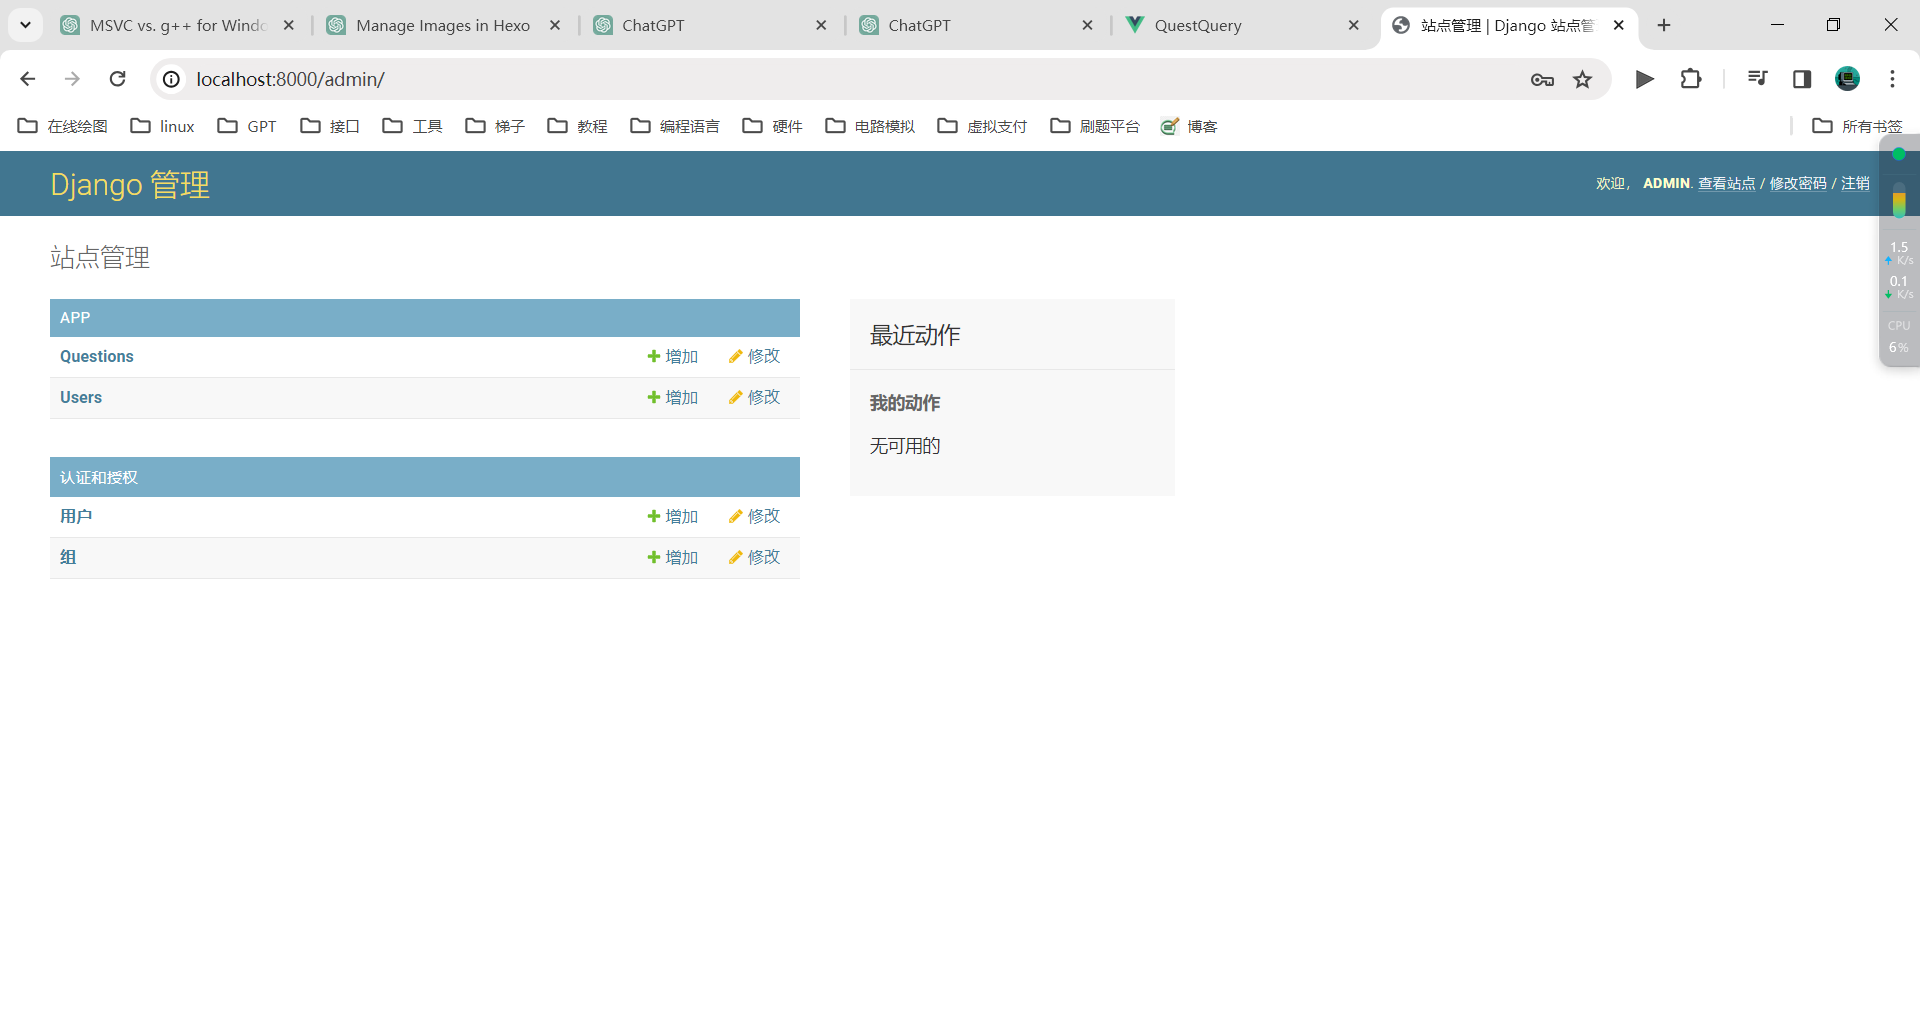 MSVC vs. g++ for Windo
Manage Images in Hexo
ChatGPT
ChatGPT
QuestQuery
站点管理 | Django 站点管
localhost:8000/admin/
在线绘图
linux
GPT
接口
工具
梯子
教程
编程语言
硬件
电路模拟
虚拟支付
刷题平台
博客
所有书签
Django 管理
欢迎， ADMIN. 查看站点 / 修改密码 / 注销
1.5
K/s
0.1
K/s
CPU
6%
站点管理
APP
Questions 增加 修改
Users 增加 修改
认证和授权
用户 增加 修改
组 增加 修改
最近动作
我的动作
无可用的